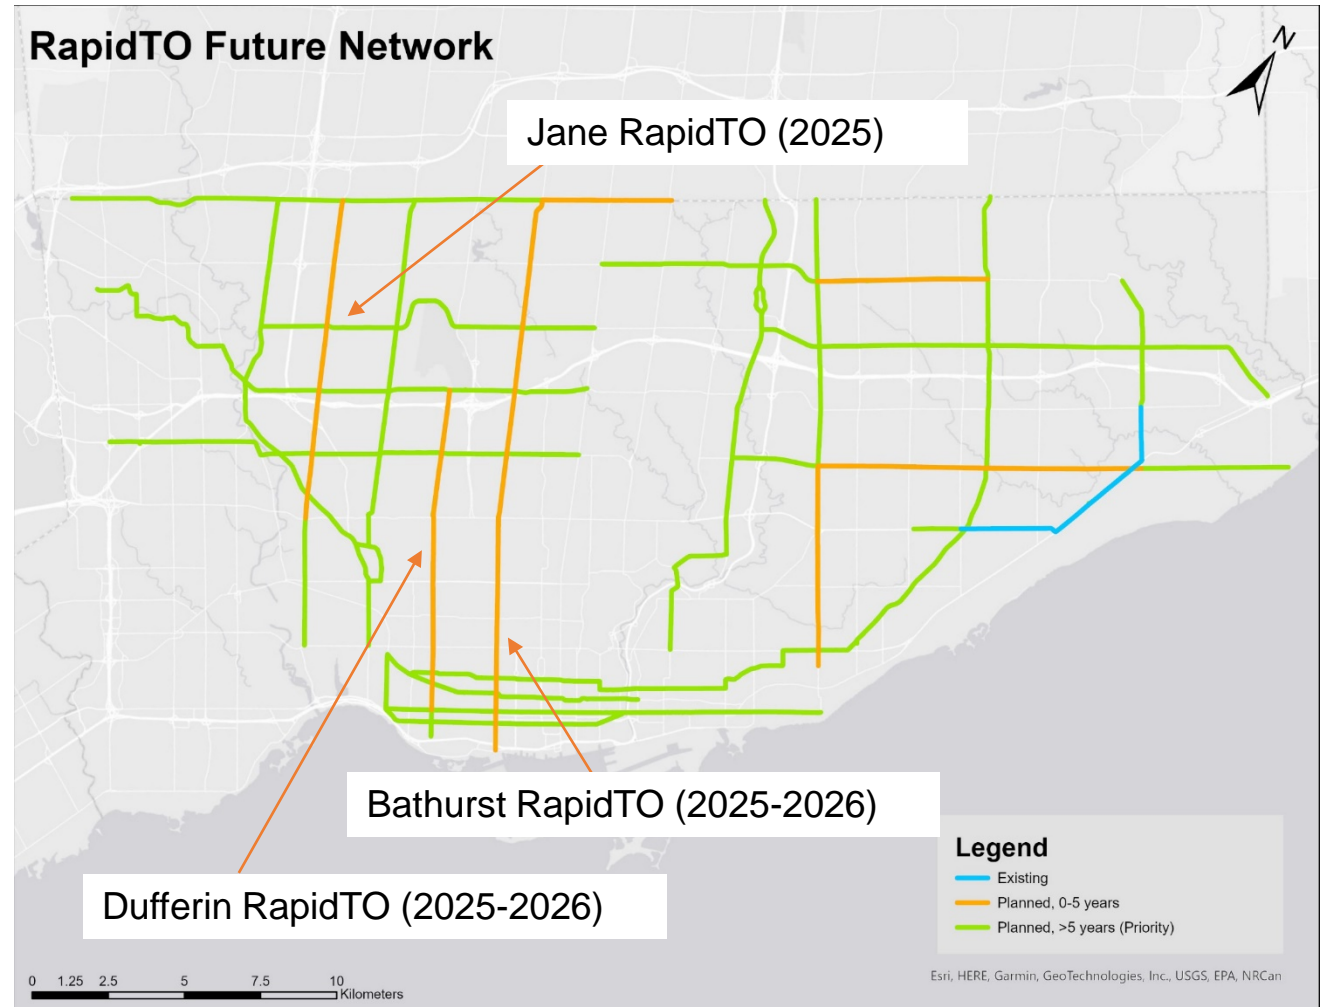 RapidTO Future Network
N
Jane RapidTO (2025)
Bathurst RapidTO (2025-2026)
Dufferin RapidTO (2025-2026)
Legend
Existing
Planned, 0-5 years
Planned, >5 years (Priority)
0 1.25 2.5 5 7.5 10
Kilometers
Esri, HERE, Garmin, GeoTechnologies, Inc., USGS, EPA, NRCan